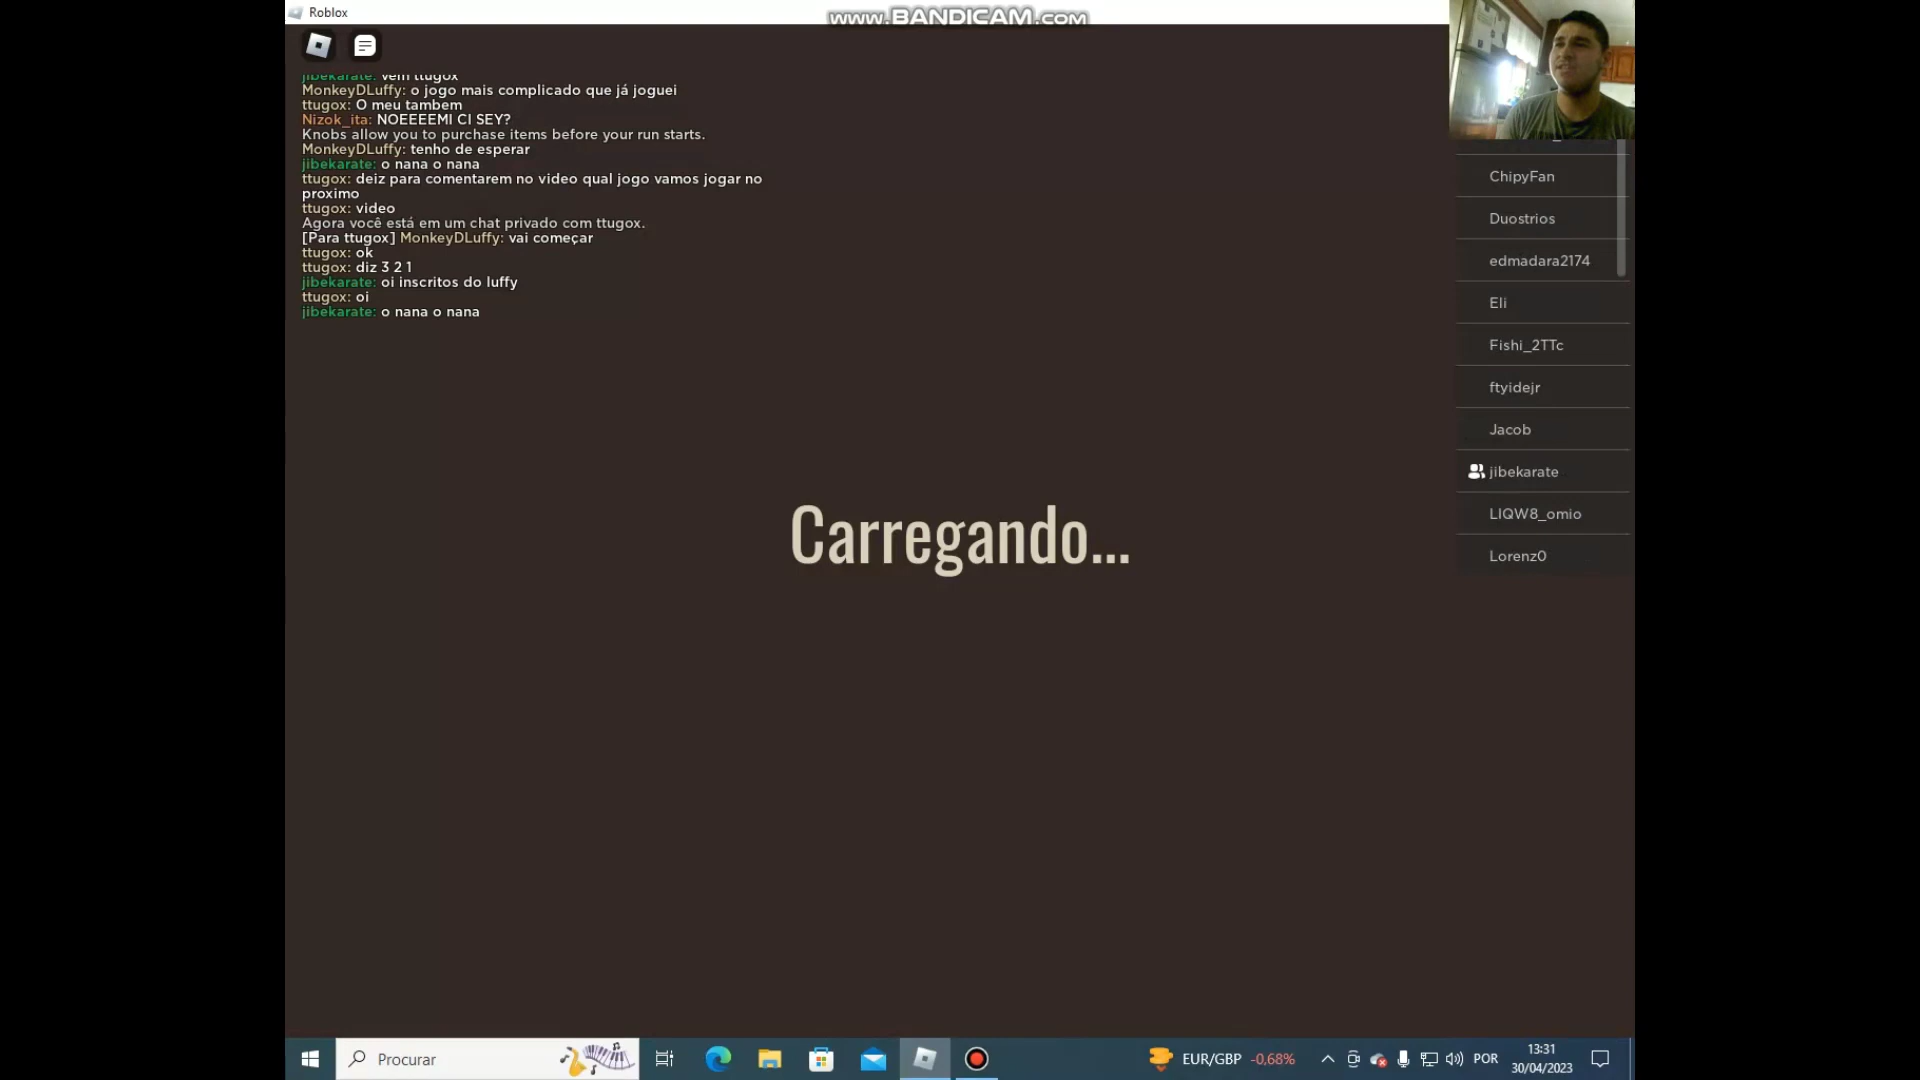 Roblox
www.BANDICAM.com
jibekarate: vem ttugox
MonkeyDLuffy: o jogo mais complicado que já joguei
ttugox: O meu tambem
Nizok_ita: NOEEEEMI CI SEY?
Knobs allow you to purchase items before your run starts.
MonkeyDLuffy: tenho de esperar
jibekarate: o nana o nana
ttugox: deiz para comentarem no video qual jogo vamos jogar no
proximo
ttugox: video
Agora você está em um chat privado com ttugox.
[Para ttugox] MonkeyDLuffy: vai começar
ttugox: ok
ttugox: diz 3 2 1
jibekarate: oi inscritos do luffy
ttugox: oi
jibekarate: o nana o nana
ChipyFan
Duostrios
edmadara2174
Eli
Fishi_2TTc
ftyidejr
Jacob
jibekarate
LIQW8_omio
Lorenz0
Carregando...
Procurar
EUR/GBP -0,68%
POR
13:31
30/04/2023